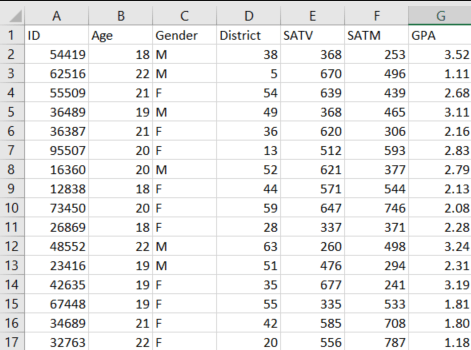 A B C D E F G
1 ID Age Gender District SATV SATM GPA
2 54419 18 M 38 368 253 3.52
3 62516 22 M 5 670 496 1.11
4 55509 21 F 54 639 439 2.68
5 36489 19 M 49 368 465 3.11
6 36387 21 F 36 620 306 2.16
7 95507 20 F 13 512 593 2.83
8 16360 20 M 52 621 377 2.79
9 12838 18 F 44 571 544 2.13
10 73450 20 F 59 647 746 2.08
11 26869 18 F 28 337 371 2.28
12 48552 22 M 63 260 498 3.24
13 23416 19 M 51 476 294 2.31
14 42635 19 F 35 677 241 3.19
15 67448 19 F 55 335 533 1.81
16 34689 21 F 42 585 708 1.80
17 32763 22 F 20 556 787 1.18